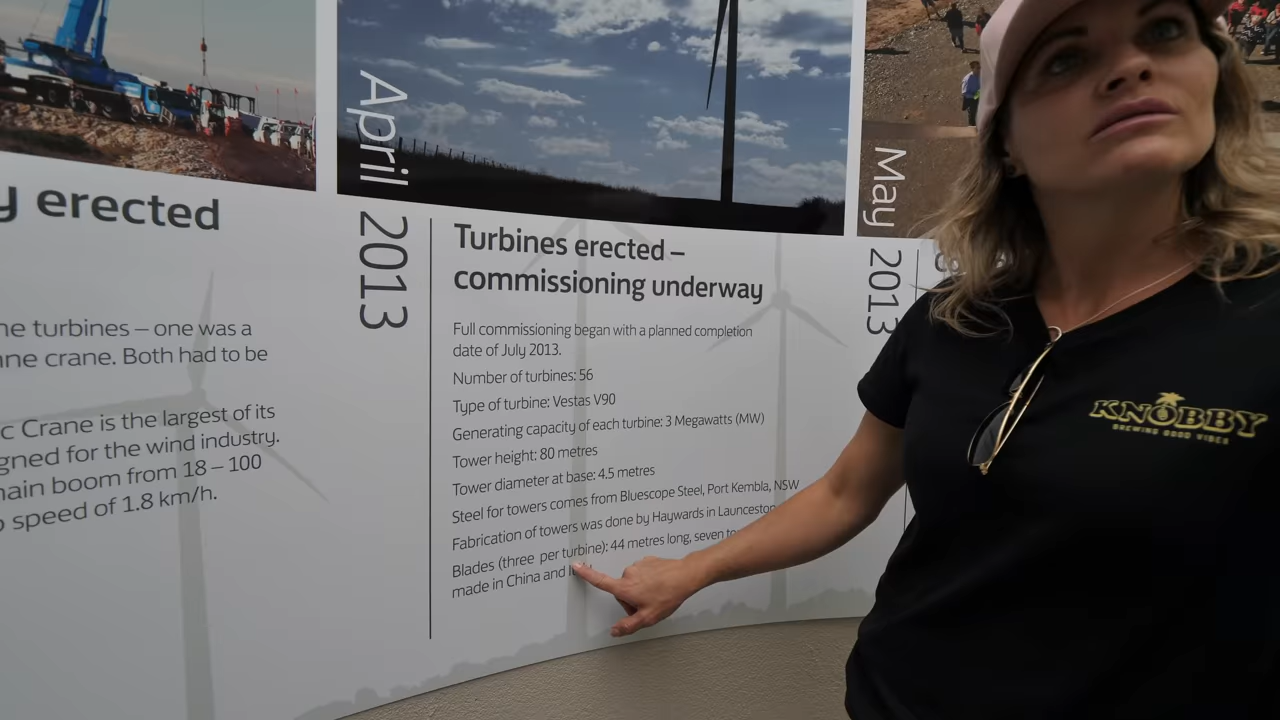 y erected
ne turbines – one was a
ne crane. Both had to be
c Crane is the largest of its
gned for the wind industry.
ain boom from 18 – 100
speed of 1.8 km/h.
April 2013
Turbines erected –
commissioning underway
Full commissioning began with a planned completion
date of July 2013.
Number of turbines: 56
Type of turbine: Vestas V90
Generating capacity of each turbine: 3 Megawatts (MW)
Tower height: 80 metres
Tower diameter at base: 4.5 metres
Steel for towers comes from Bluescope Steel, Port Kembla, NSW
Fabrication of towers was done by Haywards in Launceston
Blades (three per turbine): 44 metres long, seven
made in China and
May 2013
KNOBBY
BREWING GOOD VIBES